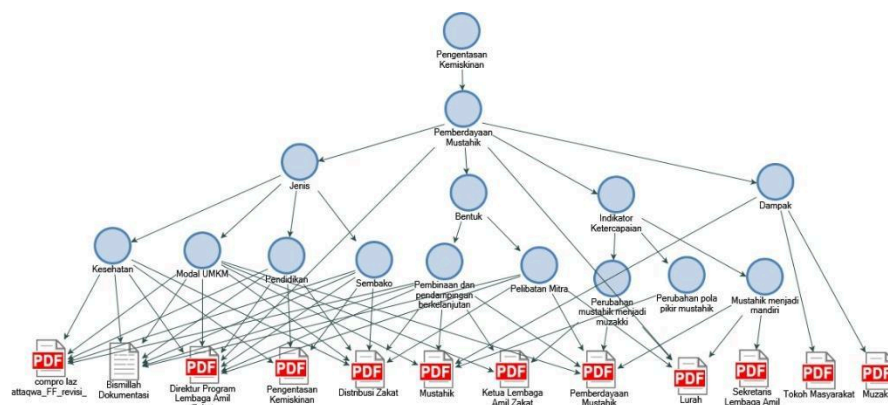 Pengentasan
Kemiskinan
Pemberdayaan
Mustahik
Jenis
Bentuk
Indikator
Ketercapaian
Dampak
Kesehatan
Modal UMKM
Pendidikan
Sembako
Pembinaan dan
pendampingan
berkelanjutan
Pelibatan Mitra
Perubahan
mustahik menjadi
muzakki
Perubahan pola
pikir mustahik
Mustahik menjadi
mandiri
PDF
PDF
PDF
PDF
PDF
PDF
PDF
PDF
PDF
PDF
PDF
compro laz
attaqwa_FF_revisi_
Bismillah
Dokumentasi
Direktur Program
Lembaga Amil
Pengentasan
Kemiskinan
Distribusi Zakat
Mustahik
Ketua Lembaga
Amil Zakat
Pemberdayaan
Mustahik
Lurah
Sekretaris
Lembaga Amil
Tokoh Masyarakat
Muzak